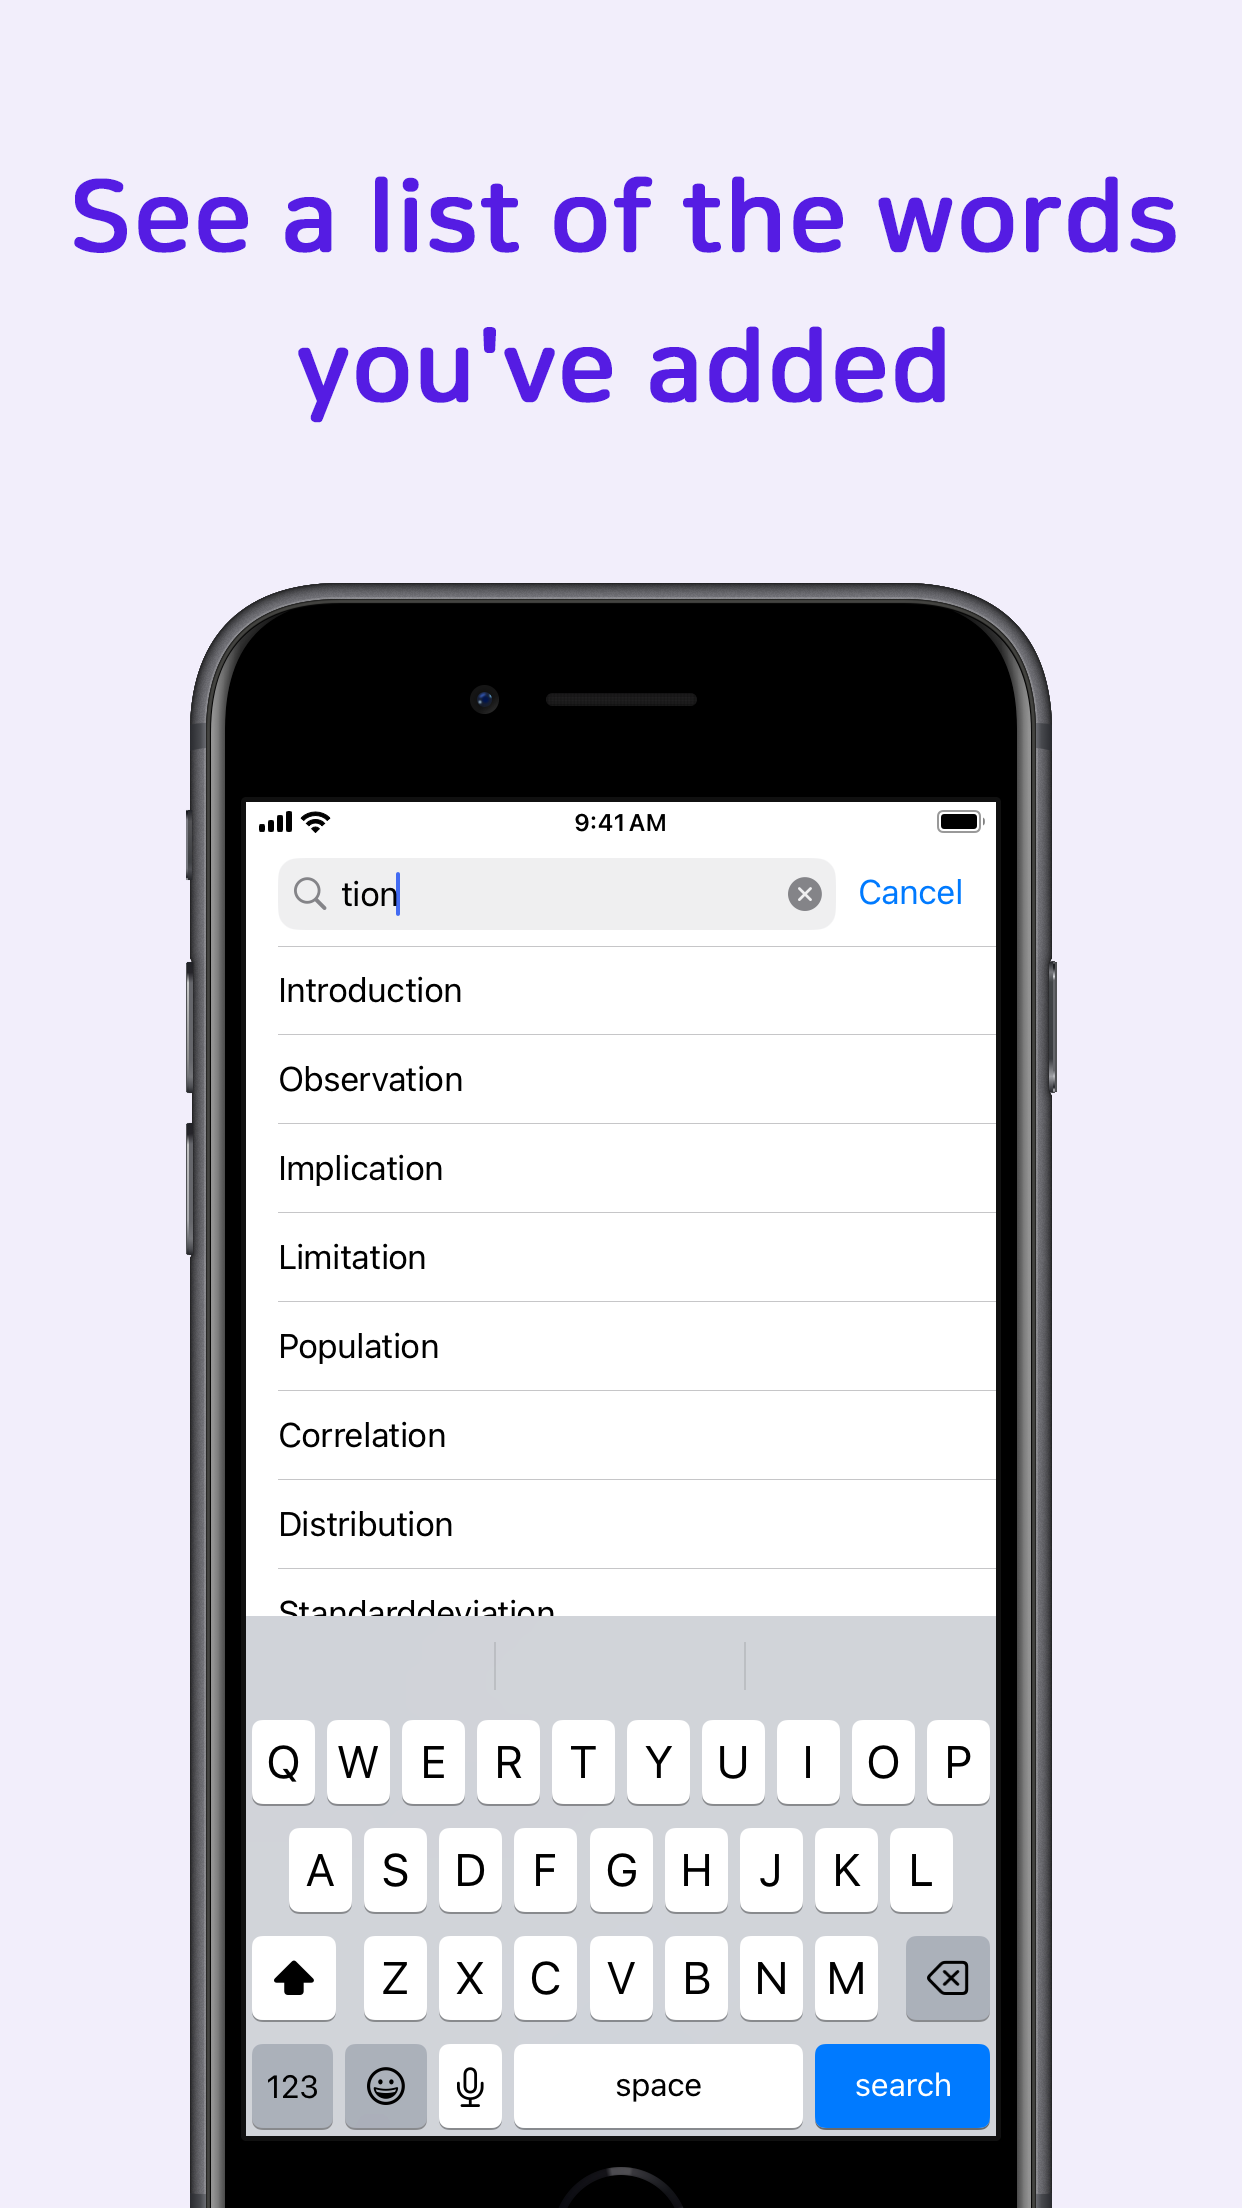 See a list of the words
you've added
9:41 AM
tion
Cancel
Introduction
Observation
Implication
Limitation
Population
Correlation
Distribution
Standarddeviation
Q W E R T Y U I O P
A S D F G H J K L
Z X C V B N M
123 space search